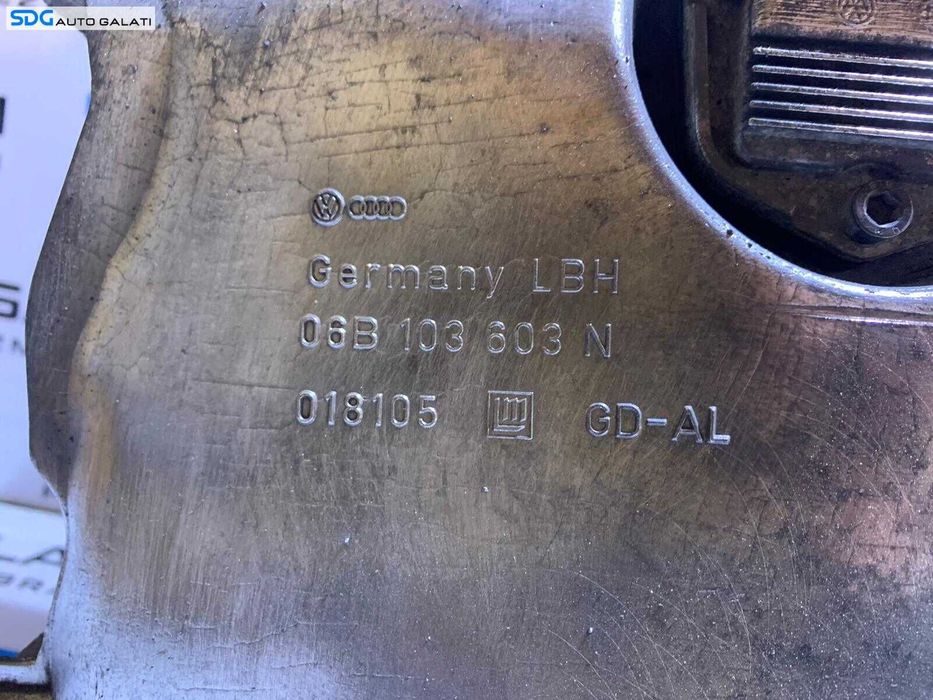 SDG AUTO GALATI
Germany LBH
06B 103 603 N
018105 GD-AL